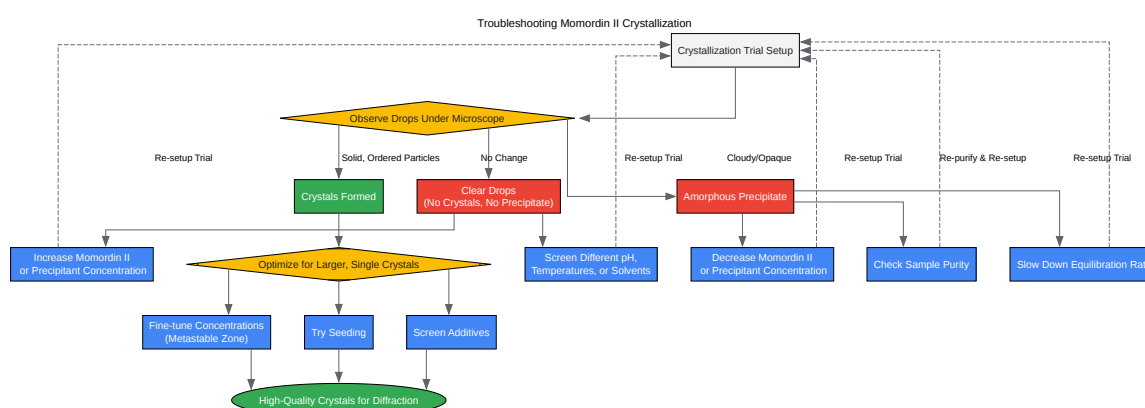 Troubleshooting Momordin II Crystallization
Crystallization Trial Setup
Observe Drops Under Microscope
Re-setup Trial
Solid, Ordered Particles
No Change
Re-setup Trial
Cloudy/Opaque
Re-setup Trial
Re-purify & Re-setup
Re-setup Trial
Crystals Formed
Clear Drops
(No Crystals, No Precipitate)
Amorphous Precipitate
Increase Momordin II
or Precipitant Concentration
Optimize for Larger, Single Crystals
Screen Different pH,
Temperatures, or Solvents
Decrease Momordin II
or Precipitant Concentration
Check Sample Purity
Slow Down Equilibration Rat
Fine-tune Concentrations
(Metastable Zone)
Try Seeding
Screen Additives
High-Quality Crystals for Diffraction